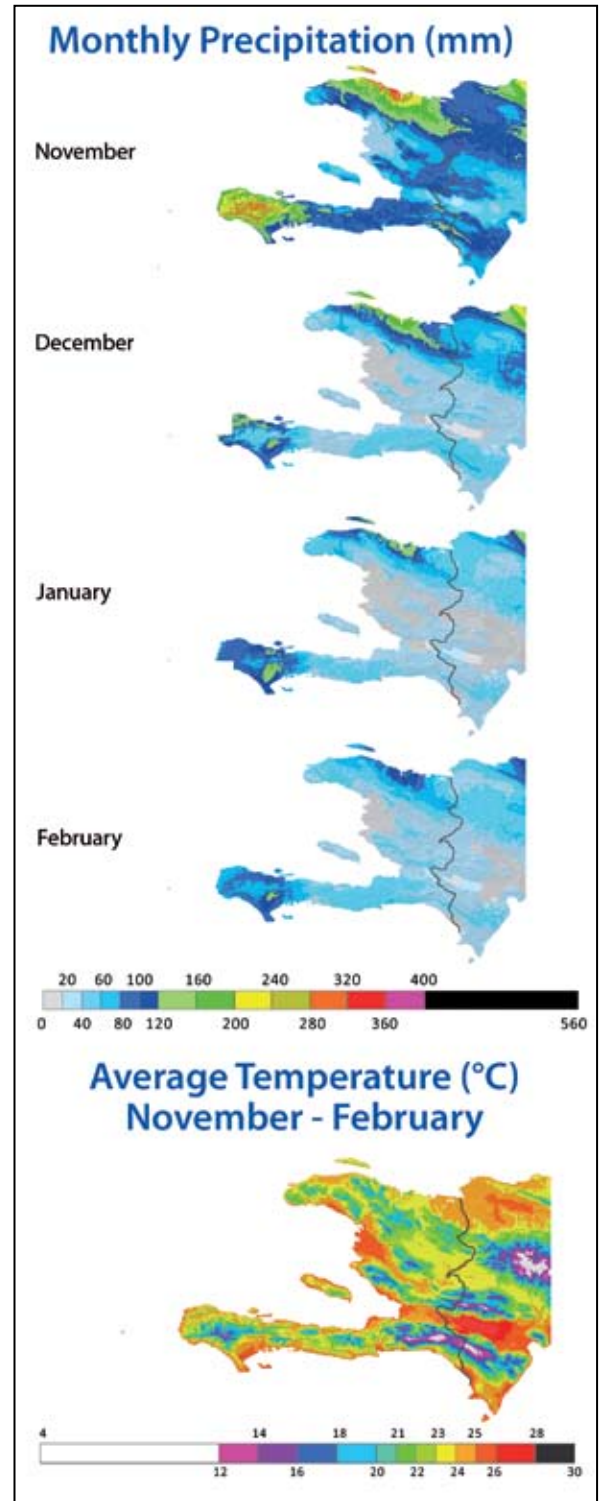 Monthly Precipitation (mm)
November
December
January
February
20 60 100 160 240 320 400
0 40 80 120 200 280 360 560
Average Temperature (°C)
November - February
4 14 18 21 23 25 28
12 16 20 22 24 26 30